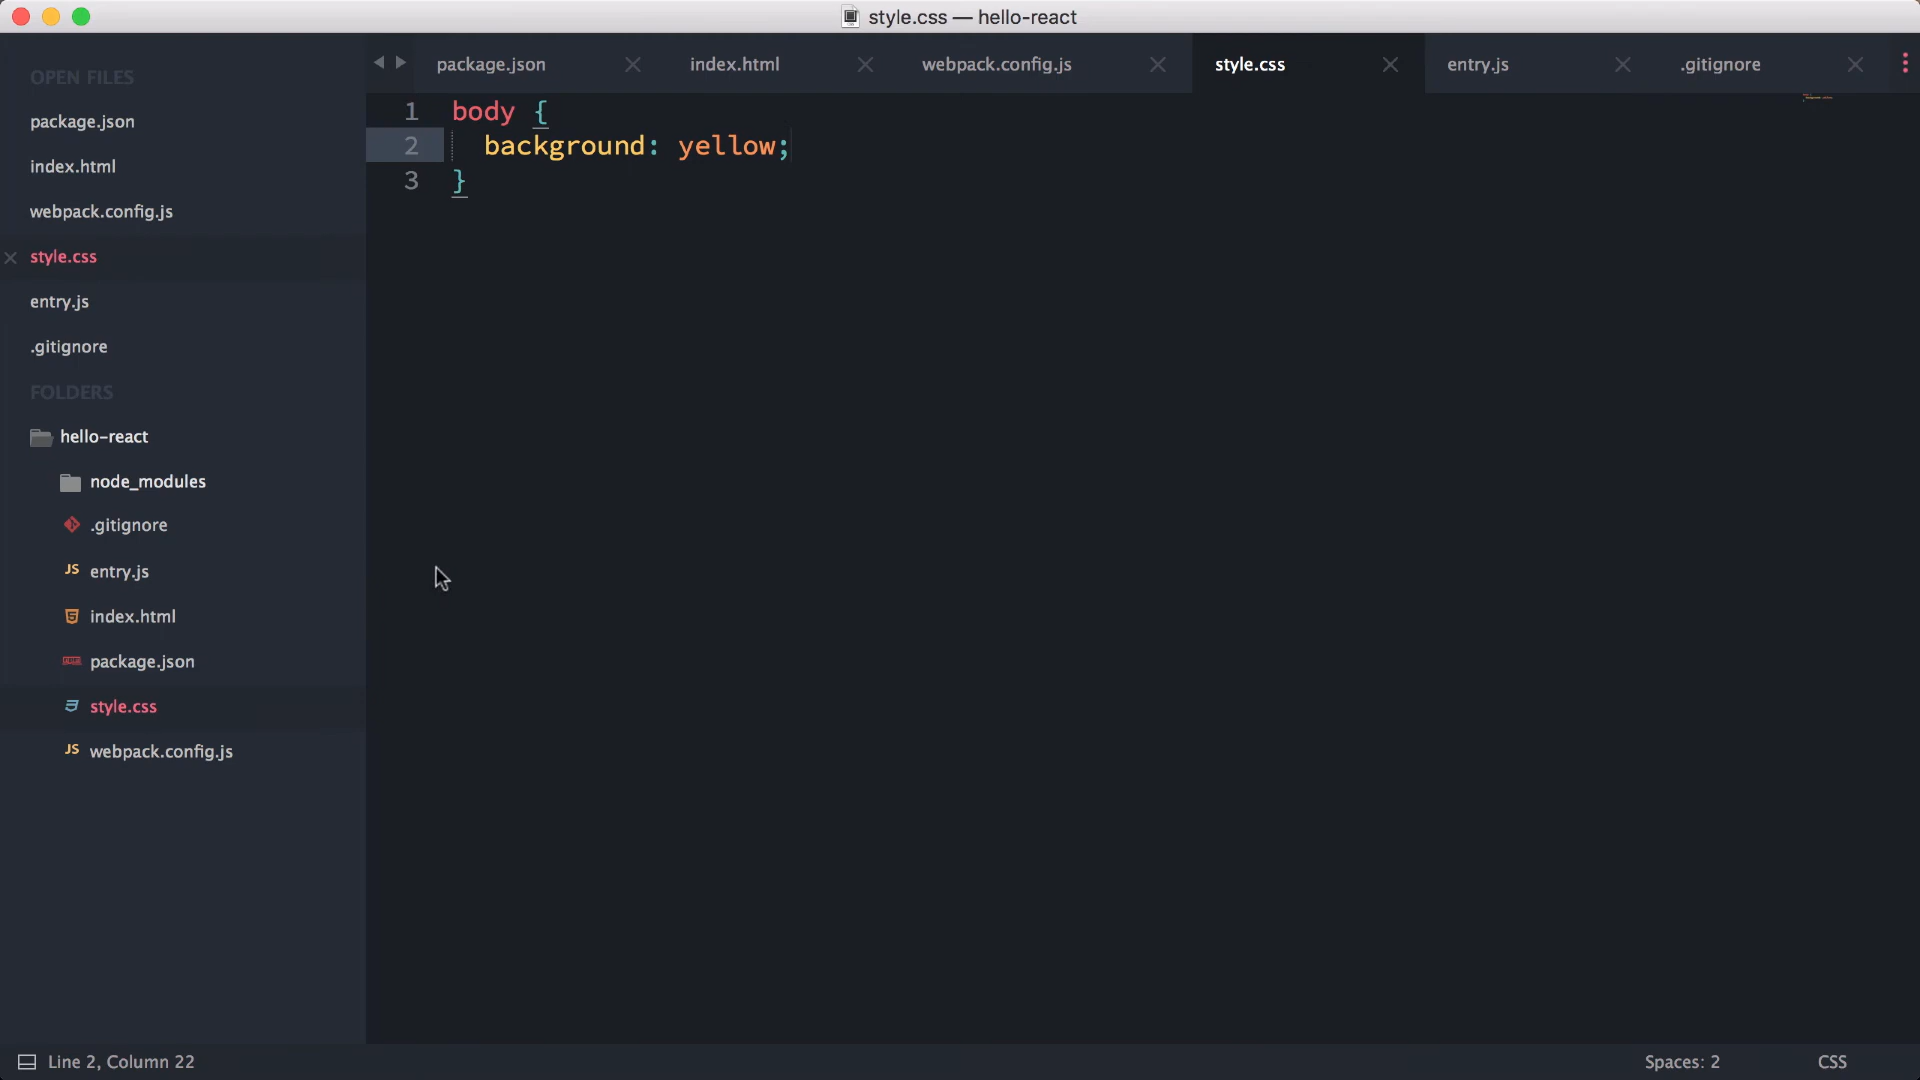 style.css — hello-react
OPEN FILES
package.json
index.html
webpack.config.js
style.css
entry.js
.gitignore
FOLDERS
hello-react
node_modules
.gitignore
JS entry.js
index.html
package.json
style.css
JS webpack.config.js
package.json index.html webpack.config.js style.css entry.js .gitignore
1 body {
2 background: yellow;
3 }
Line 2, Column 22 Spaces: 2 CSS